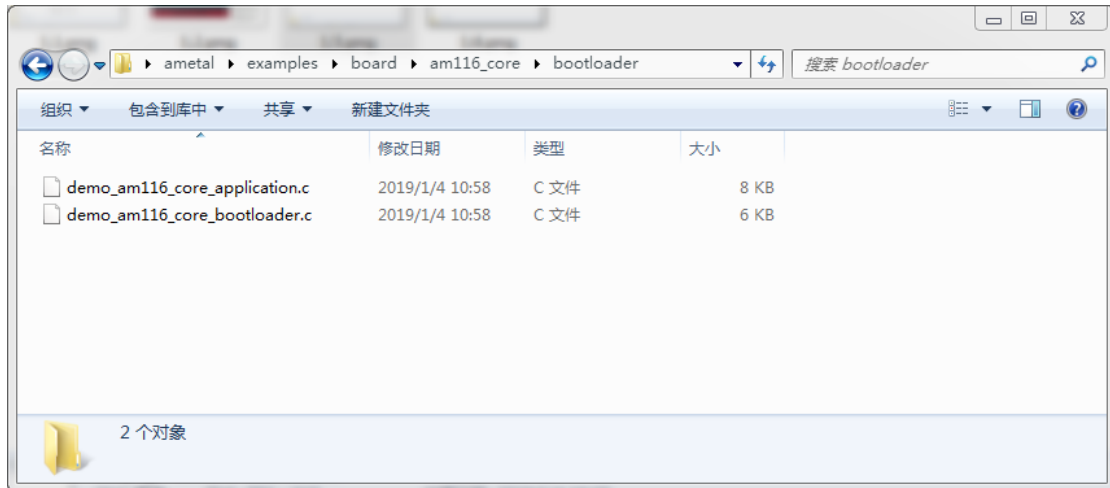 ametal examples board am116_core bootloader 搜索 bootloader
组织 包含到库中 共享 新建文件夹
名称 修改日期 类型 大小
demo_am116_core_application.c 2019/1/4 10:58 C 文件 8 KB
demo_am116_core_bootloader.c 2019/1/4 10:58 C 文件 6 KB
2 个对象